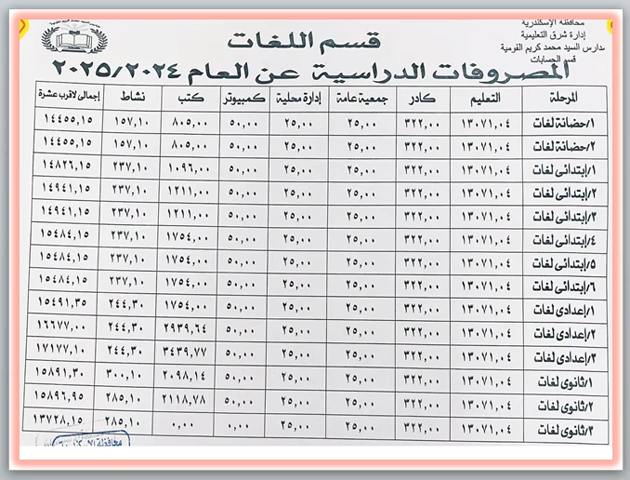 محافظة الإسكندرية
إدارة شرق التعليمية
مدارس السيد محمد كريم القومية
قسم الحسابات
قسم اللغات
المصروفات الدراسية عن العام ٢٠٢٥/٢٠٢٤
المرحلة التعليم كادر جمعية عامة إدارة محلية كمبيوتر كتب نشاط إجمالى لاقرب عشرة
١/حضانة لغات ١٣٠٧١,٠٤ ٣٢٢,٠٠ ٢٥,٠٠ ٢٥,٠٠ ٥٠,٠٠ ٨٠٥,٠٠ ١٥٧,١٠ ١٤٤٥٥,١٥
٢/حضانة لغات ١٣٠٧١,٠٤ ٣٢٢,٠٠ ٢٥,٠٠ ٢٥,٠٠ ٥٠,٠٠ ٨٠٥,٠٠ ١٥٧,١٠ ١٤٤٥٥,١٥
١/إبتدائى لغات ١٣٠٧١,٠٤ ٣٢٢,٠٠ ٢٥,٠٠ ٢٥,٠٠ ٥٠,٠٠ ١٠٩٦,٠٠ ٢٣٧,١٠ ١٤٨٢٦,١٥
٢/إبتدائى لغات ١٣٠٧١,٠٤ ٣٢٢,٠٠ ٢٥,٠٠ ٢٥,٠٠ ٥٠,٠٠ ١٢١١,٠٠ ٢٣٧,١٠ ١٤٩٤١,١٥
٣/إبتدائى لغات ١٣٠٧١,٠٤ ٣٢٢,٠٠ ٢٥,٠٠ ٢٥,٠٠ ٥٠,٠٠ ١٢١١,٠٠ ٢٣٧,١٠ ١٤٩٤١,١٥
٤/إبتدائى لغات ١٣٠٧١,٠٤ ٣٢٢,٠٠ ٢٥,٠٠ ٢٥,٠٠ ٥٠,٠٠ ١٧٥٤,٠٠ ٢٣٧,١٠ ١٥٤٨٤,١٥
٥/إبتدائى لغات ١٣٠٧١,٠٤ ٣٢٢,٠٠ ٢٥,٠٠ ٢٥,٠٠ ٥٠,٠٠ ١٧٥٤,٠٠ ٢٣٧,١٠ ١٥٤٨٤,١٥
٦/إبتدائى لغات ١٣٠٧١,٠٤ ٣٢٢,٠٠ ٢٥,٠٠ ٢٥,٠٠ ٥٠,٠٠ ١٧٥٤,٠٠ ٢٣٧,١٠ ١٥٤٨٤,١٥
١/إعدادى لغات ١٣٠٧١,٠٤ ٣٢٢,٠٠ ٢٥,٠٠ ٢٥,٠٠ ٥٠,٠٠ ١٧٥٤,٠٠ ٢٤٤,٣٠ ١٥٤٩١,٣٥
٢/إعدادى لغات ١٣٠٧١,٠٤ ٣٢٢,٠٠ ٢٥,٠٠ ٢٥,٠٠ ٥٠,٠٠ ٢٩٣٩,٦٤ ٢٤٤,٣٠ ١٦٦٧٧,٠٠
٣/إعدادى لغات ١٣٠٧١,٠٤ ٣٢٢,٠٠ ٢٥,٠٠ ٢٥,٠٠ ٥٠,٠٠ ٣٤٣٩,٧٧ ٢٤٤,٣٠ ١٧١٧٧,١٠
١/ثانوى لغات ١٣٠٧١,٠٤ ٣٢٢,٠٠ ٢٥,٠٠ ٢٥,٠٠ ٥٠,٠٠ ٢٠٩٨,١٤ ٣٠٠,١٠ ١٥٨٩١,٣٠
٢/ثانوى لغات ١٣٠٧١,٠٤ ٣٢٢,٠٠ ٢٥,٠٠ ٢٥,٠٠ ٥٠,٠٠ ٢١١٨,٧٨ ٢٨٥,١٠ ١٥٨٩٦,٩٥
٣/ثانوى لغات ١٣٠٧١,٠٤ ٣٢٢,٠٠ ٢٥,٠٠ ٢٥,٠٠ ٠,٠٠ ٠,٠٠ ٢٨٥,١٠ ١٣٧٢٨,١٥